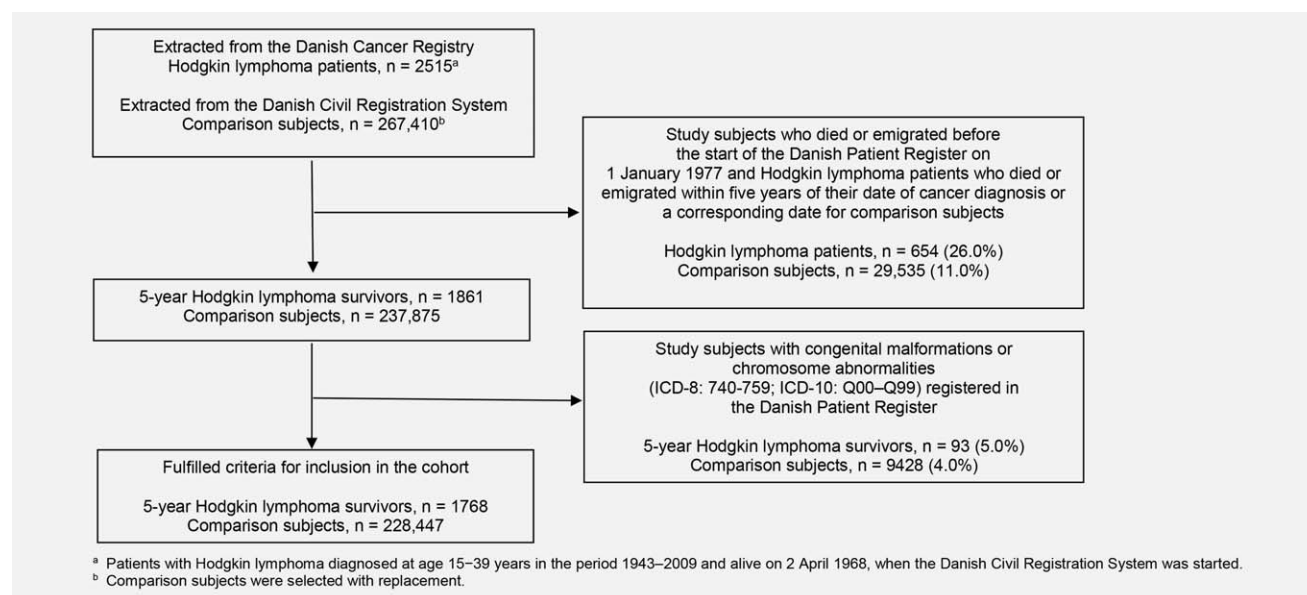 Extracted from the Danish Cancer Registry
Hodgkin lymphoma patients, n = 2515ᵃ
Extracted from the Danish Civil Registration System
Comparison subjects, n = 267,410ᵇ
Study subjects who died or emigrated before
the start of the Danish Patient Register on
1 January 1977 and Hodgkin lymphoma patients who died or
emigrated within five years of their date of cancer diagnosis or
a corresponding date for comparison subjects
Hodgkin lymphoma patients, n = 654 (26.0%)
Comparison subjects, n = 29,535 (11.0%)
5-year Hodgkin lymphoma survivors, n = 1861
Comparison subjects, n = 237,875
Study subjects with congenital malformations or
chromosome abnormalities
(ICD-8: 740-759; ICD-10: Q00–Q99) registered in
the Danish Patient Register
5-year Hodgkin lymphoma survivors, n = 93 (5.0%)
Comparison subjects, n = 9428 (4.0%)
Fulfilled criteria for inclusion in the cohort
5-year Hodgkin lymphoma survivors, n = 1768
Comparison subjects, n = 228,447
ᵃ Patients with Hodgkin lymphoma diagnosed at age 15−39 years in the period 1943–2009 and alive on 2 April 1968, when the Danish Civil Registration System was started.
ᵇ Comparison subjects were selected with replacement.